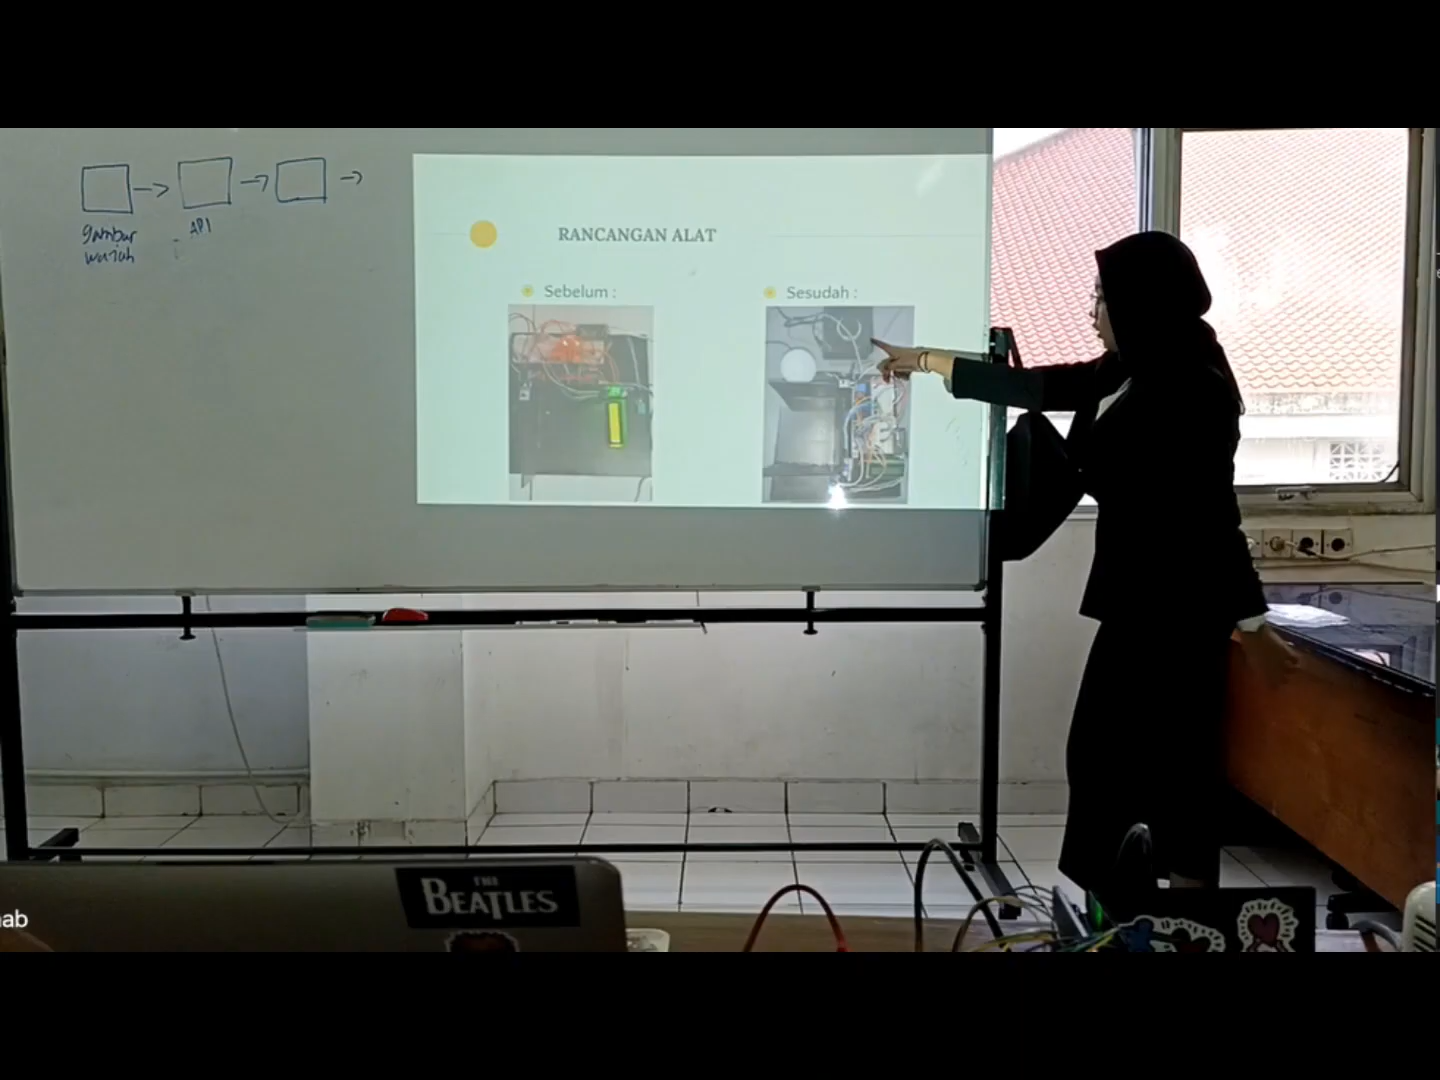 gambar
wajah
API
RANCANGAN ALAT
Sebelum :
Sesudah :
THE
BEATLES
ab